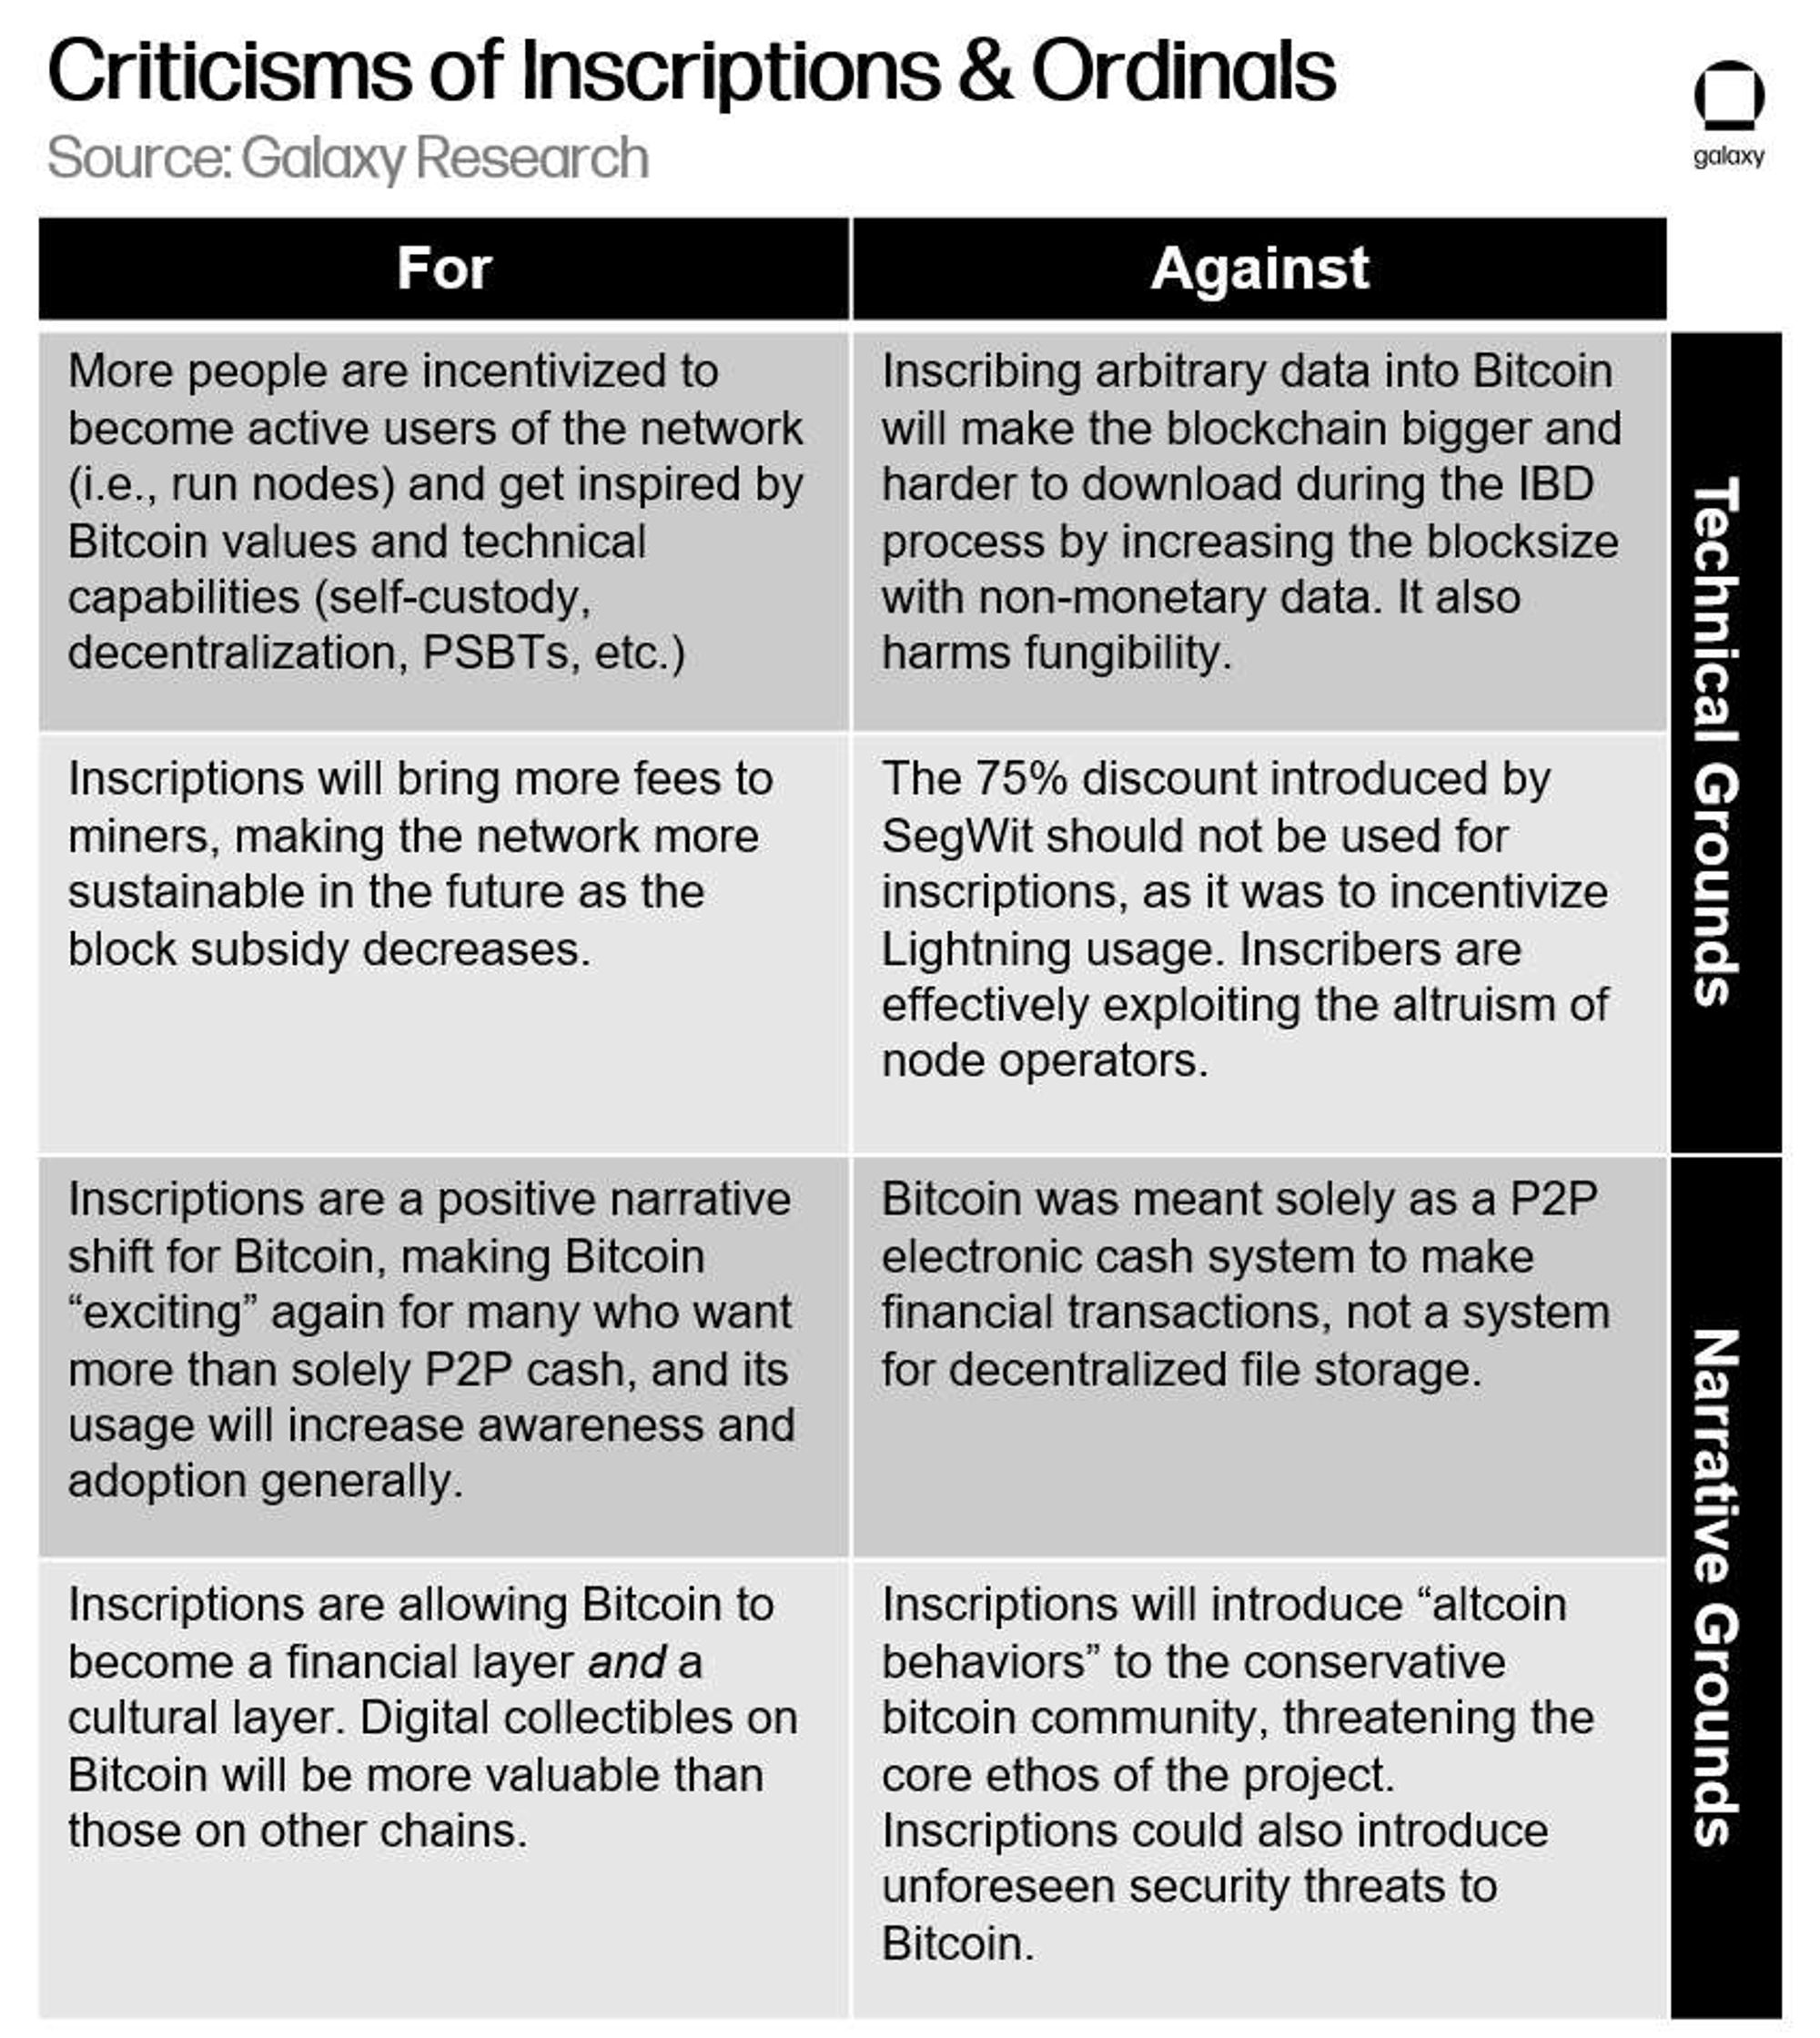 Criticisms of Inscriptions & Ordinals
Source: Galaxy Research
galaxy
For
Against
More people are incentivized to
become active users of the network
(i.e., run nodes) and get inspired by
Bitcoin values and technical
capabilities (self-custody,
decentralization, PSBTs, etc.)
Inscribing arbitrary data into Bitcoin
will make the blockchain bigger and
harder to download during the IBD
process by increasing the blocksize
with non-monetary data. It also
harms fungibility.
Technical Grounds
Inscriptions will bring more fees to
miners, making the network more
sustainable in the future as the
block subsidy decreases.
The 75% discount introduced by
SegWit should not be used for
inscriptions, as it was to incentivize
Lightning usage. Inscribers are
effectively exploiting the altruism of
node operators.
Inscriptions are a positive narrative
shift for Bitcoin, making Bitcoin
“exciting” again for many who want
more than solely P2P cash, and its
usage will increase awareness and
adoption generally.
Bitcoin was meant solely as a P2P
electronic cash system to make
financial transactions, not a system
for decentralized file storage.
Narrative Grounds
Inscriptions are allowing Bitcoin to
become a financial layer and a
cultural layer. Digital collectibles on
Bitcoin will be more valuable than
those on other chains.
Inscriptions will introduce “altcoin
behaviors” to the conservative
bitcoin community, threatening the
core ethos of the project.
Inscriptions could also introduce
unforeseen security threats to
Bitcoin.